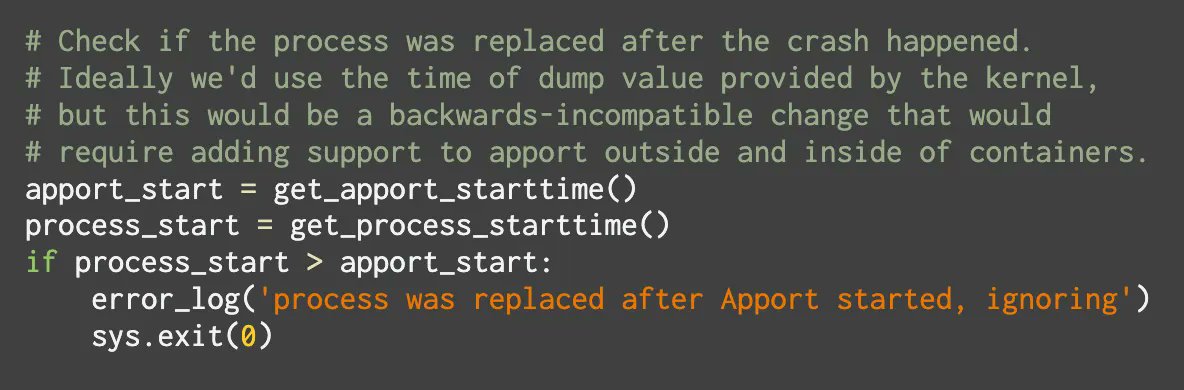 # Check if the process was replaced after the crash happened.
# Ideally we'd use the time of dump value provided by the kernel,
# but this would be a backwards-incompatible change that would
# require adding support to apport outside and inside of containers.
apport_start = get_apport_starttime()
process_start = get_process_starttime()
if process_start > apport_start:
    error_log('process was replaced after Apport started, ignoring')
    sys.exit(0)